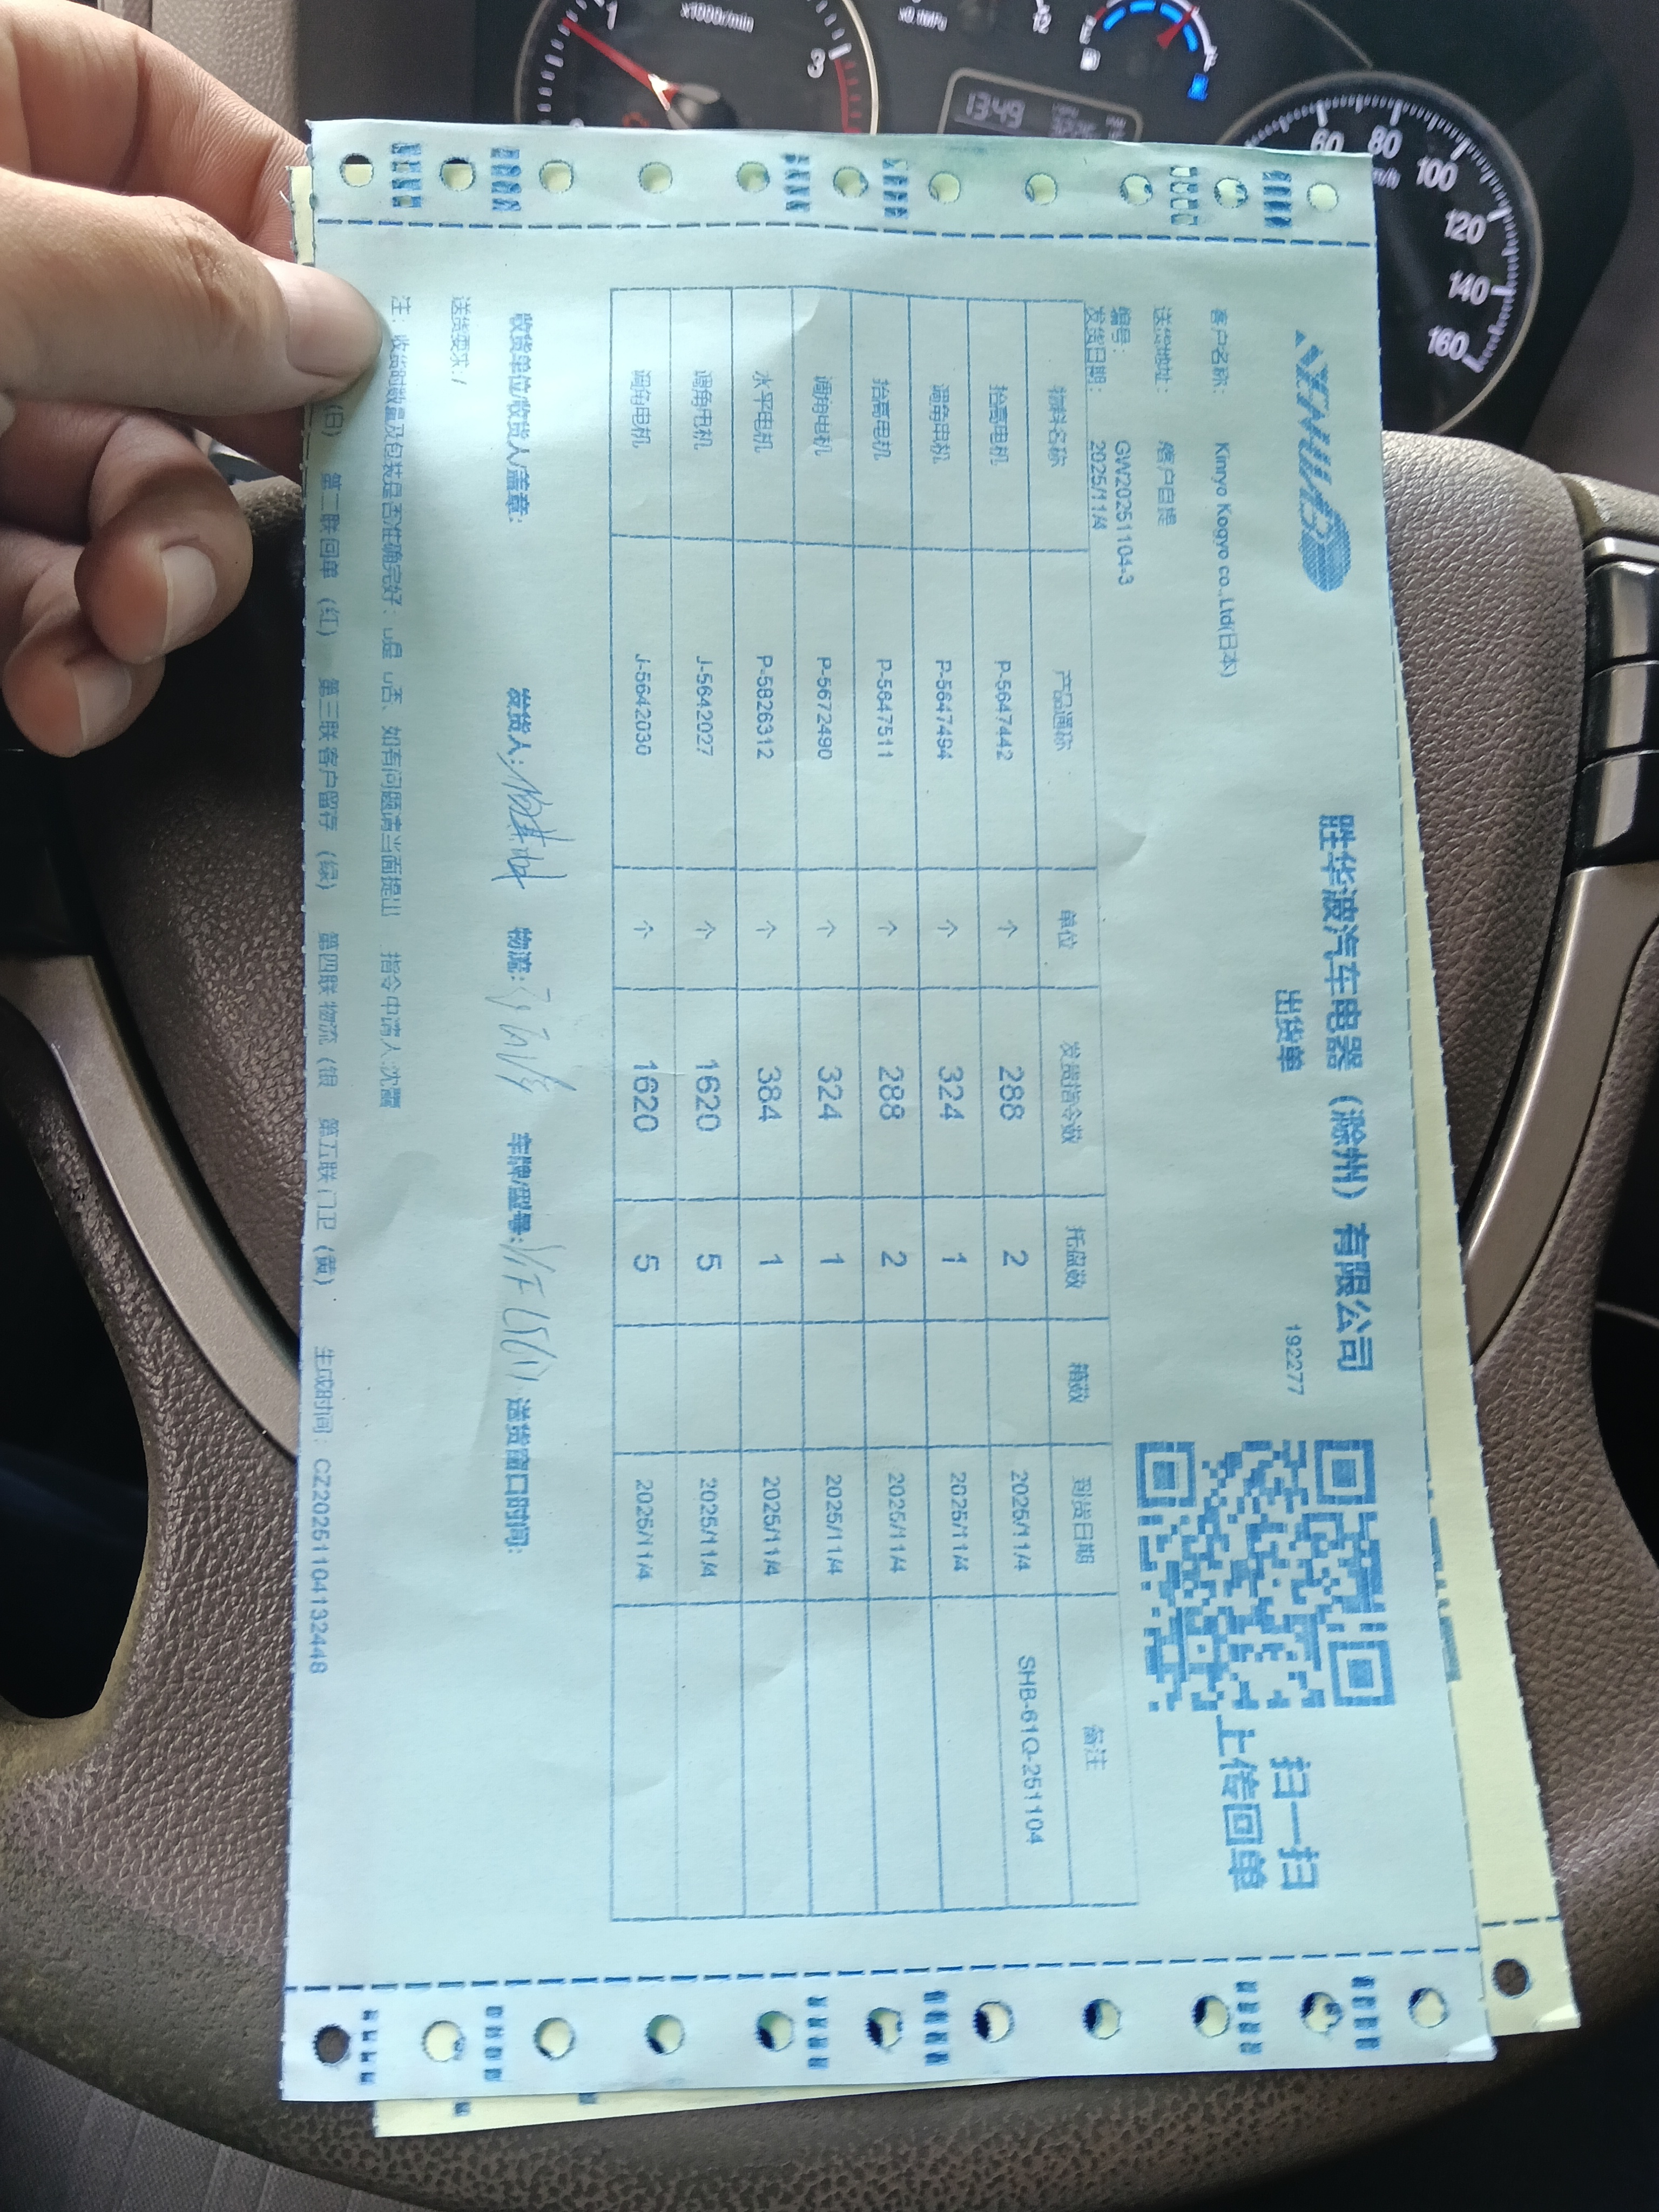 胜华波汽车电器（滁州）有限公司
出货单
192277
扫一扫
上传回单
客户名称： Kinyo Kogyo co.,Ltd(日本)
送货地址： 客户自提
编号： GW20251104-3
发货日期： 2025/11/4
物料名称 产品通称 单位 发货指令数 托盘数 箱数 到货日期 备注
抬高电机 P-5647442 个 288 2 2025/11/4 SHB-61Q-251104
调角电机 P-5647494 个 324 1 2025/11/4
抬高电机 P-5647511 个 288 2 2025/11/4
调角电机 P-5672490 个 324 1 2025/11/4
水平电机 P-5826312 个 384 1 2025/11/4
调角电机 J-5642027 个 1620 5 2025/11/4
调角电机 J-5642030 个 1620 5 2025/11/4
收货单位/收货人/盖章： 发货人： 物流： 车牌/型号： 送货窗口时间：
送货要求：/
注： 收货时数量及包装是否准确完好： 是 否、 如有问题请当面提出 指令申请人:沈露
(白) 第二联回单 (红) 第三联客户留存 (绿) 第四联物流 (银 第五联门卫 (黄) 生成时间：CZ20251104132448
x1000r/min
1
3
13:49
60
80
100
120
140
160